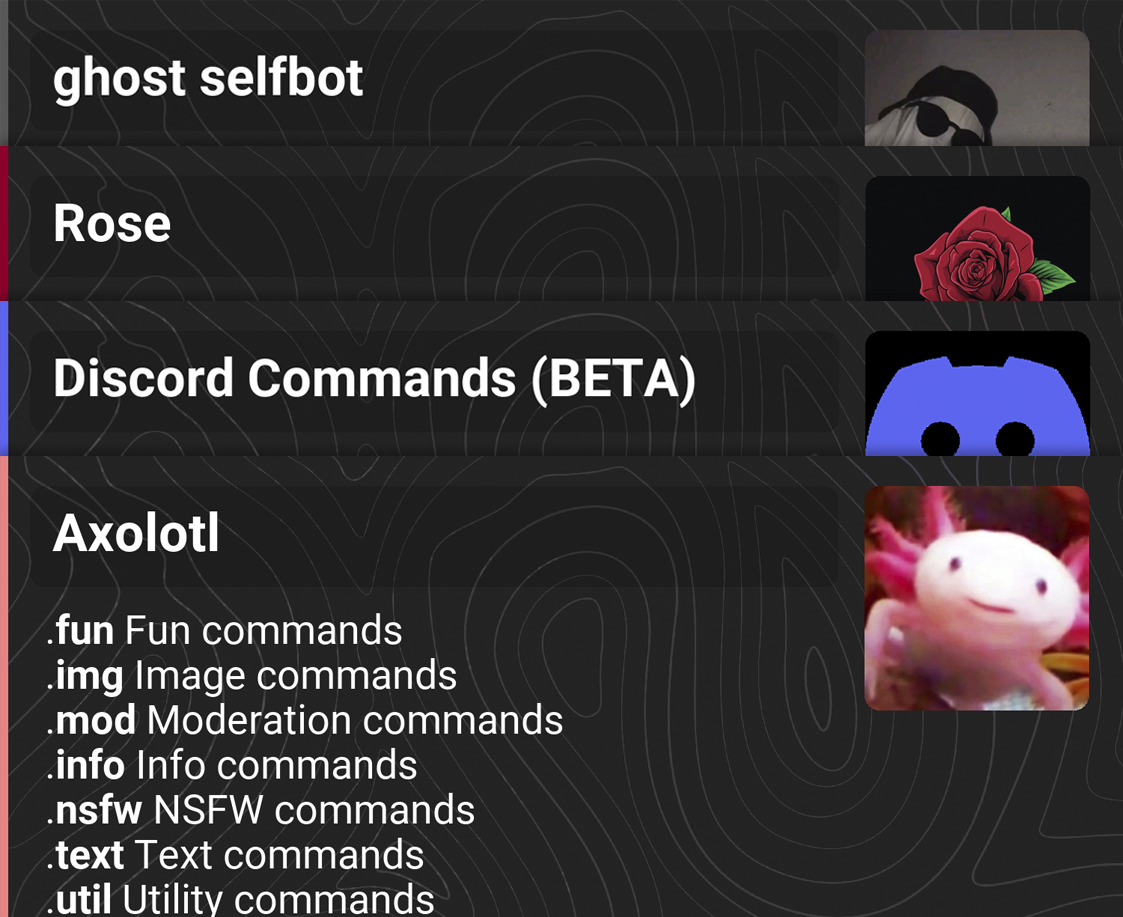 ghost selfbot
Rose
Discord Commands (BETA)
Axolotl
.fun Fun commands
.img Image commands
.mod Moderation commands
.info Info commands
.nsfw NSFW commands
.text Text commands
.util Utility commands